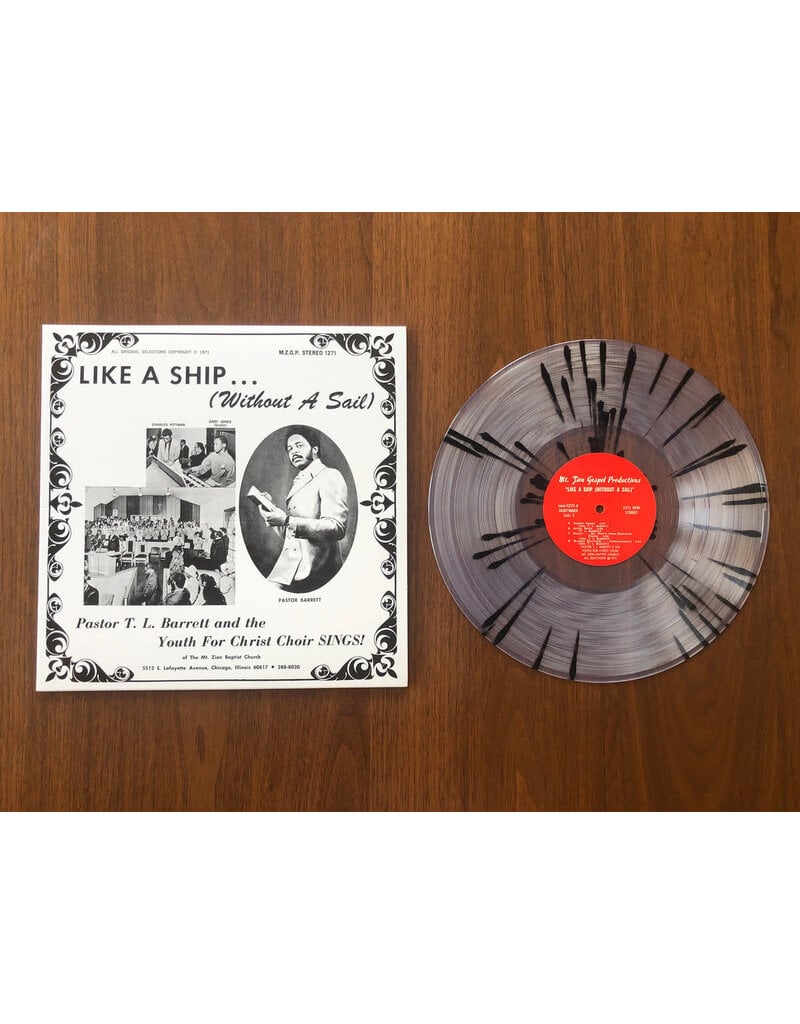 ALL ORIGINAL SELECTIONS COPYRIGHT © 1971
M.Z.G.P. STEREO 1271
LIKE A SHIP...
(Without A Sail)
CHARLES PITTMAN
GARY JONES
PASTOR BARRETT
Pastor T. L. Barrett and the
Youth For Christ Choir SINGS!
of The Mt. Zion Baptist Church
5512 S. Lafayette Avenue, Chicago, Illinois 60617 • 288-8020
Mt. Zion Gospel Productions
"LIKE A SHIP (WITHOUT A SAIL)"
33⅓ RPM
STEREO